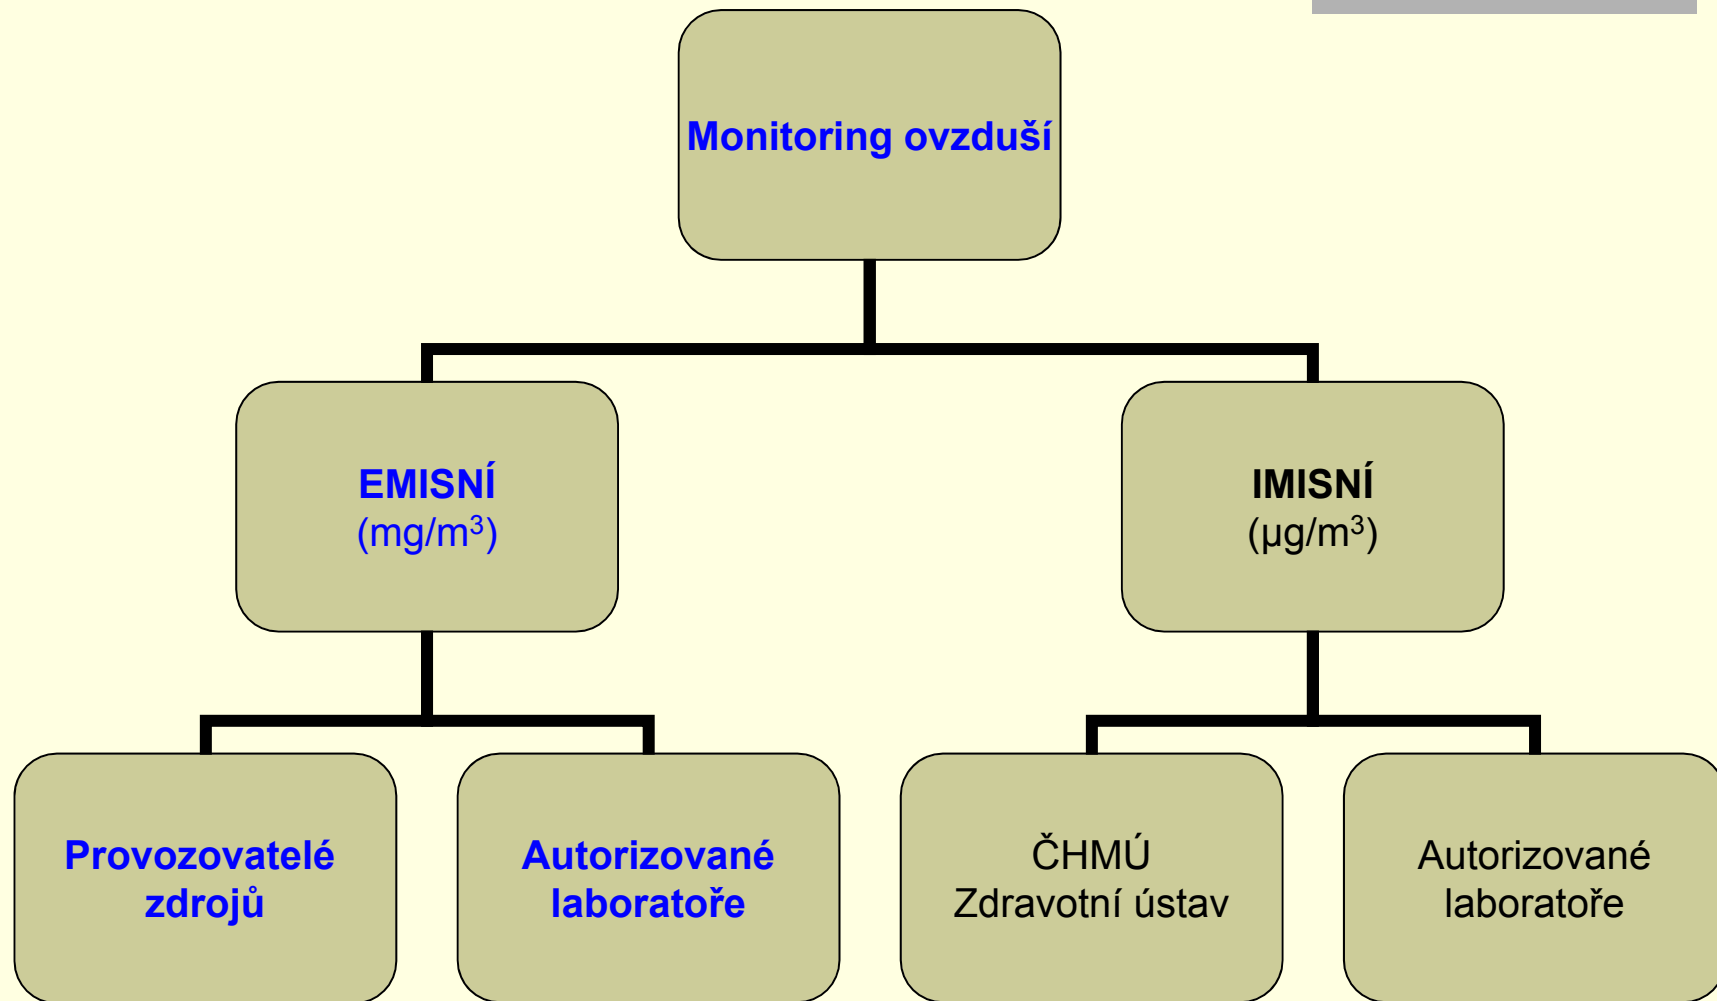 Monitoring ovzduší
EMISNÍ
(mg/m³)
IMISNÍ
(µg/m³)
Provozovatelé
zdrojů
Autorizované
laboratoře
ČHMÚ
Zdravotní ústav
Autorizované
laboratoře